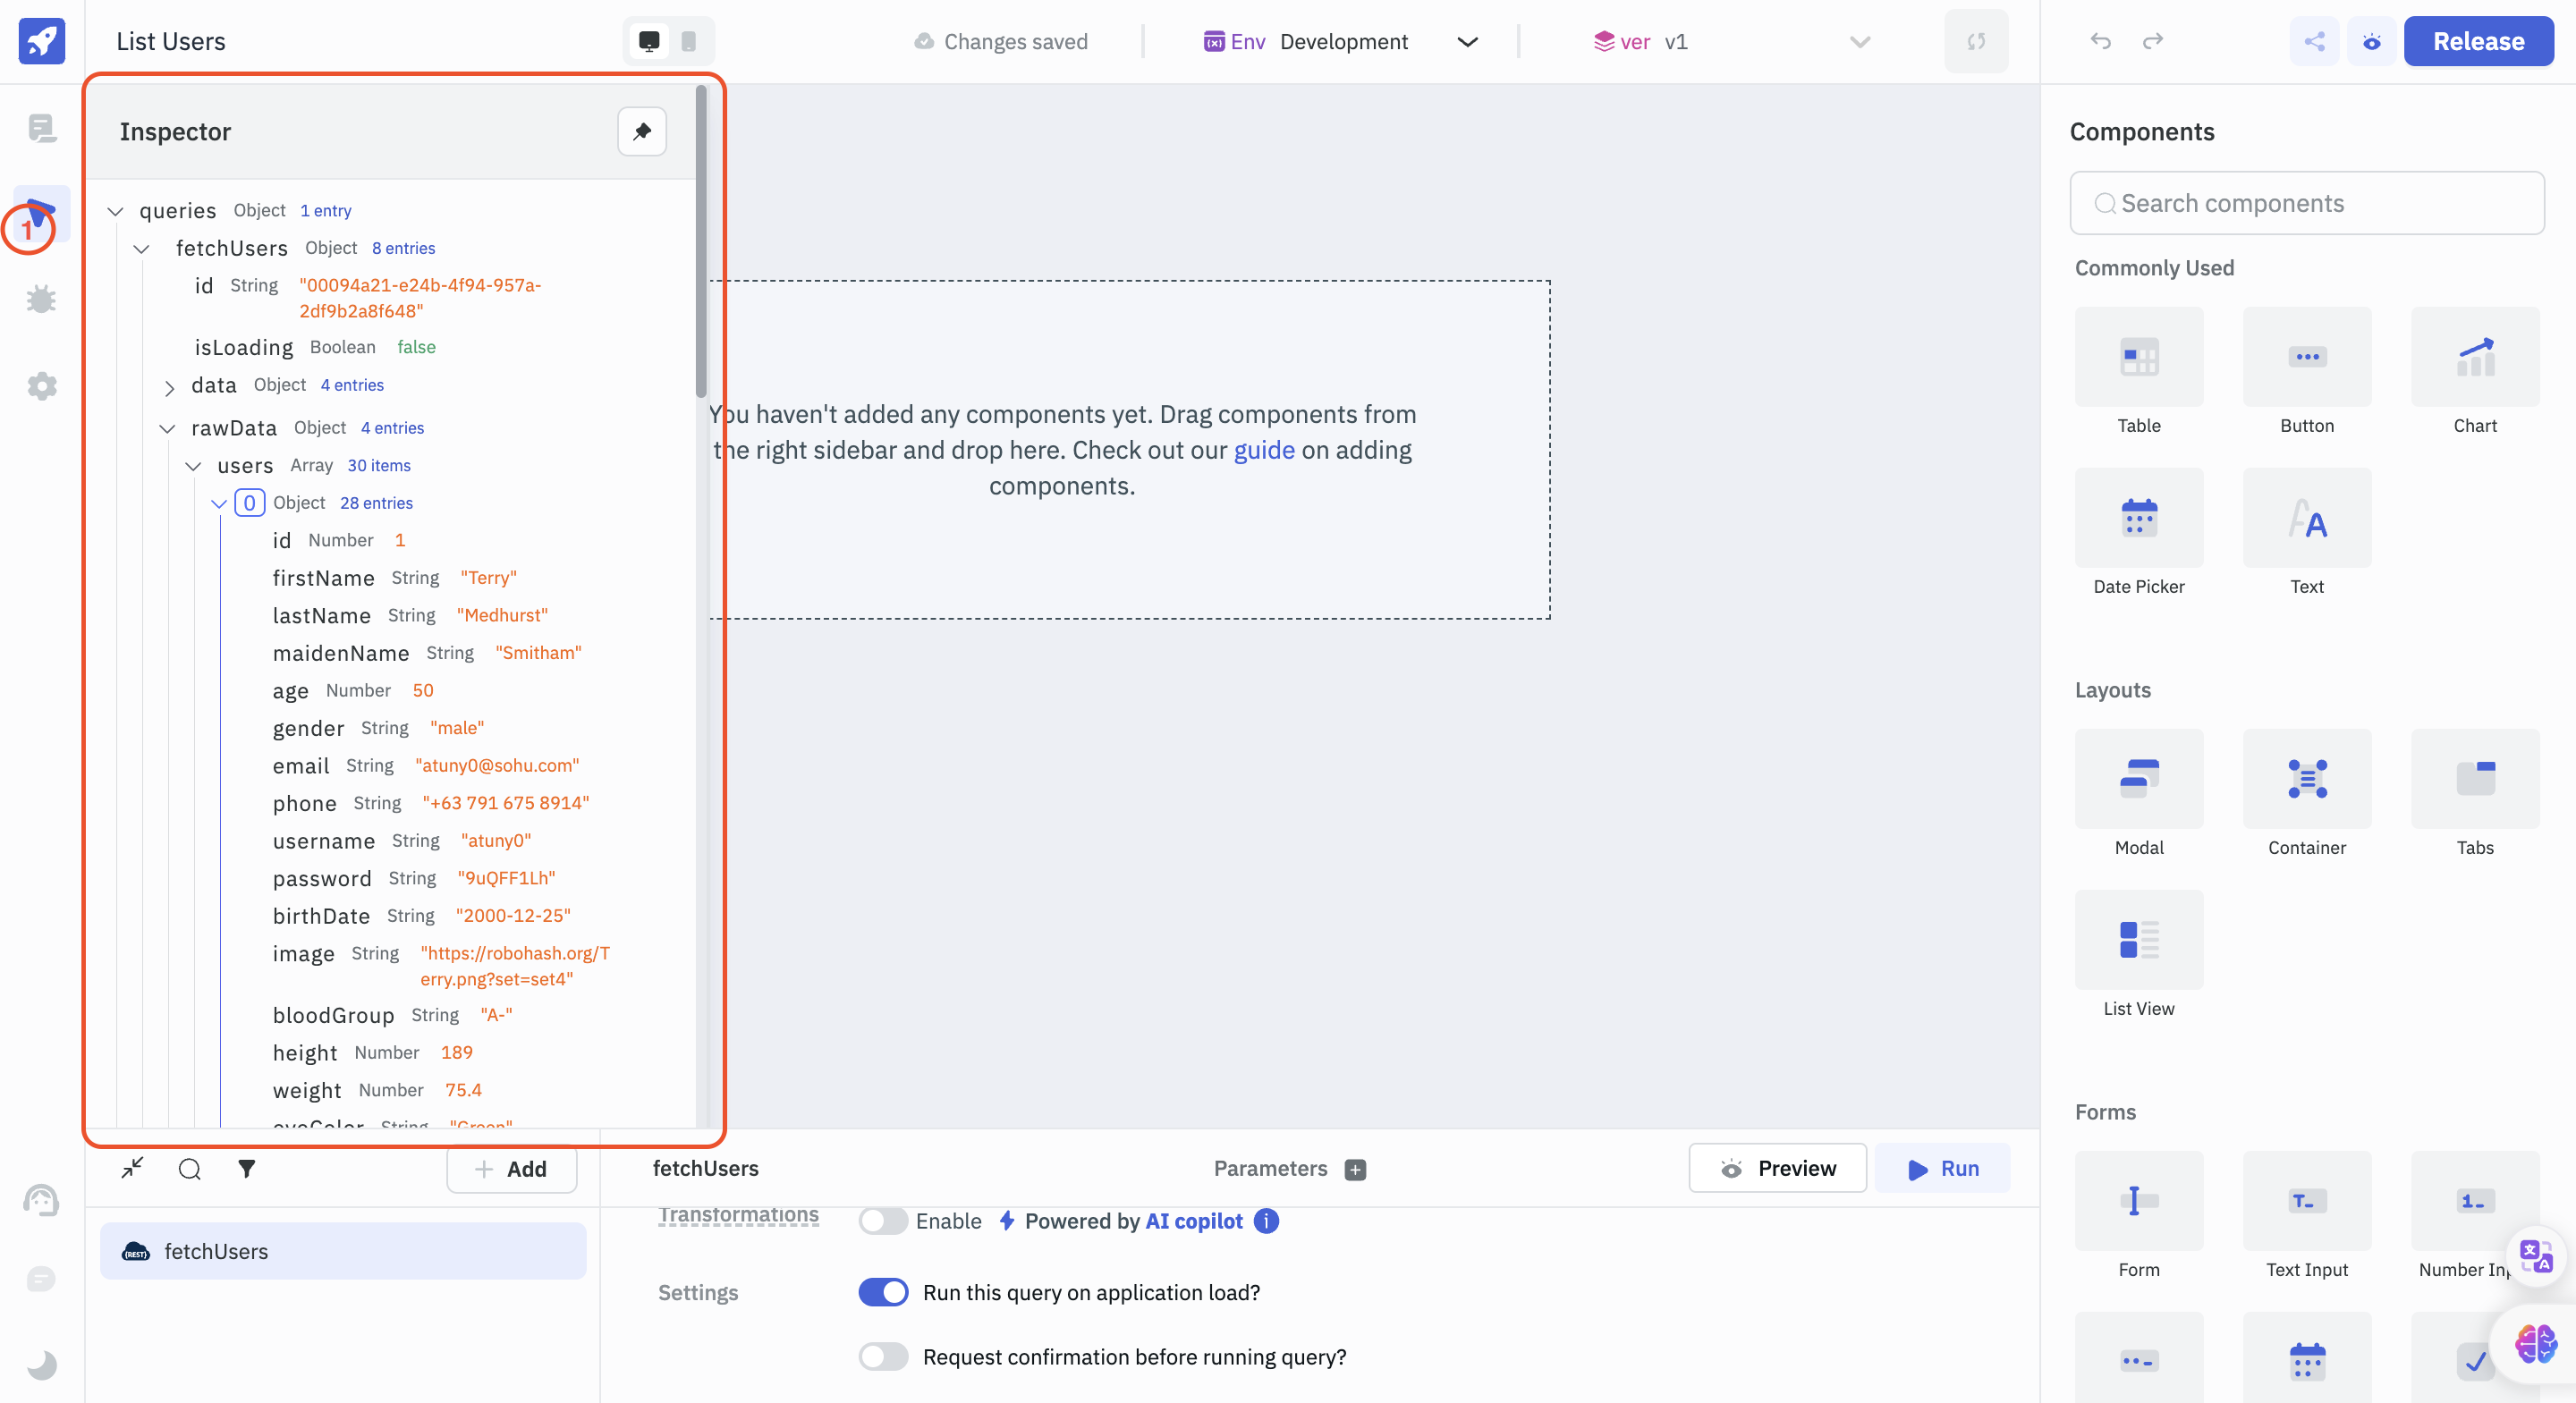 List Users
Changes saved
Env Development
ver v1
Release
Inspector
1
queries Object 1 entry
fetchUsers Object 8 entries
id String "00094a21-e24b-4f94-957a-
2df9b2a8f648"
isLoading Boolean false
data Object 4 entries
rawData Object 4 entries
users Array 30 items
0 Object 28 entries
id Number 1
firstName String "Terry"
lastName String "Medhurst"
maidenName String "Smitham"
age Number 50
gender String "male"
email String "atuny0@sohu.com"
phone String "+63 791 675 8914"
username String "atuny0"
password String "9uQFF1Lh"
birthDate String "2000-12-25"
image String "https://robohash.org/T
erry.png?set=set4"
bloodGroup String "A-"
height Number 189
weight Number 75.4
eyeColor String "Green"
You haven't added any components yet. Drag components from
the right sidebar and drop here. Check out our guide on adding
components.
Components
Search components
Commonly Used
Table
Button
Chart
Date Picker
Text
Layouts
Modal
Container
Tabs
List View
Forms
Form
Text Input
Number Inp
Add
fetchUsers
Parameters
Preview
Run
REST fetchUsers
Transformations
Enable Powered by AI copilot
Settings
Run this query on application load?
Request confirmation before running query?